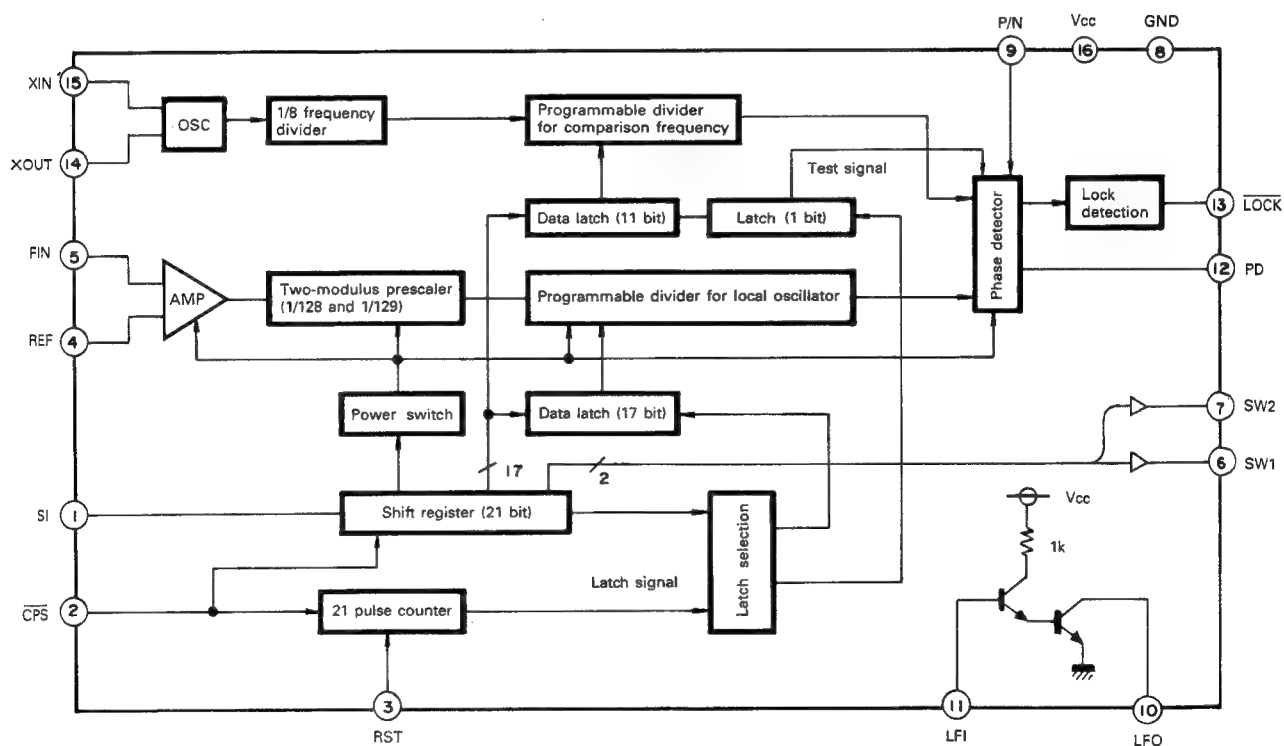 P/N
Vcc
GND
9
16
8
XIN
15
OSC
1/8 frequency
divider
Programmable divider
for comparison frequency
XOUT
14
Test signal
Phase detector
Lock
detection
13
LOCK
Data latch (11 bit)
Latch (1 bit)
FIN
5
AMP
Two-modulus prescaler
(1/128 and 1/129)
Programmable divider for local oscillator
12
PD
REF
4
Power switch
Data latch (17 bit)
7
SW2
17
2
6
SW1
SI
1
Shift register (21 bit)
Latch selection
Vcc
1k
Latch signal
CPS
2
21 pulse counter
3
RST
11
LFI
10
LFO